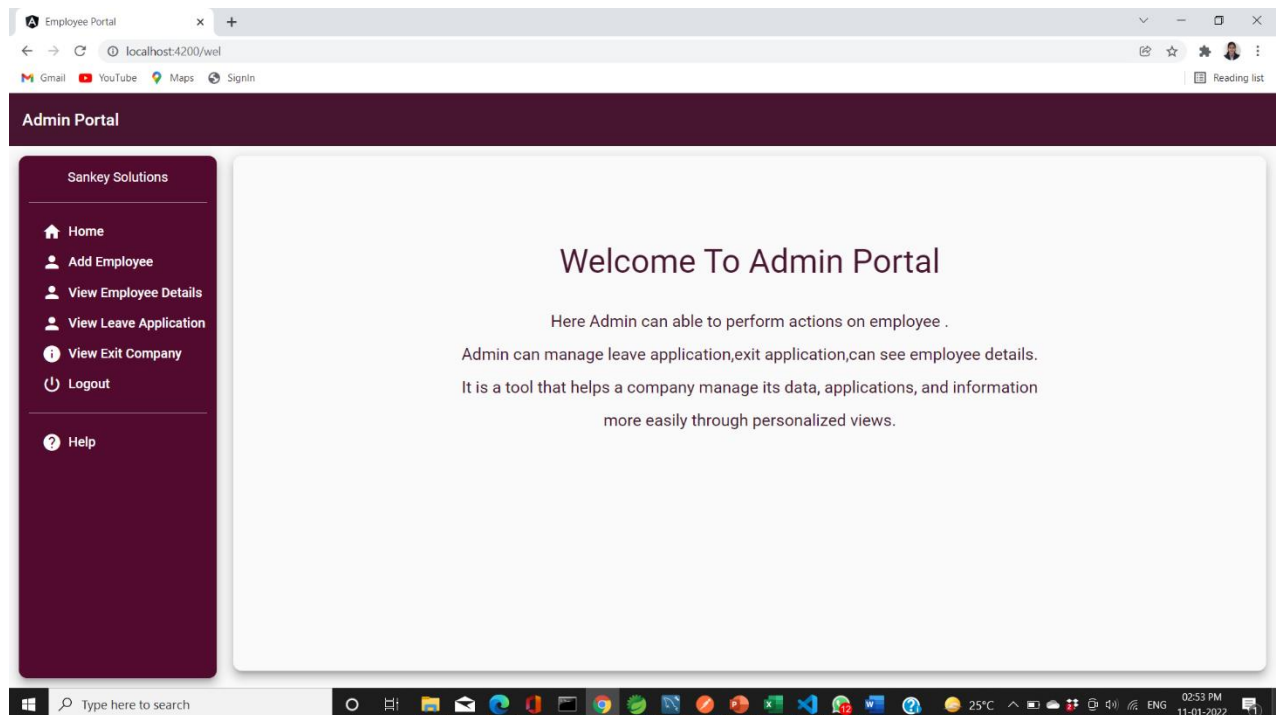 Employee Portal
localhost:4200/wel
Gmail YouTube Maps SignIn Reading list
Admin Portal
Sankey Solutions
Home
Add Employee
View Employee Details
View Leave Application
View Exit Company
Logout
Help
Welcome To Admin Portal
Here Admin can able to perform actions on employee .
Admin can manage leave application,exit application,can see employee details.
It is a tool that helps a company manage its data, applications, and information
more easily through personalized views.
Type here to search
25°C ENG
02:53 PM
11-01-2022